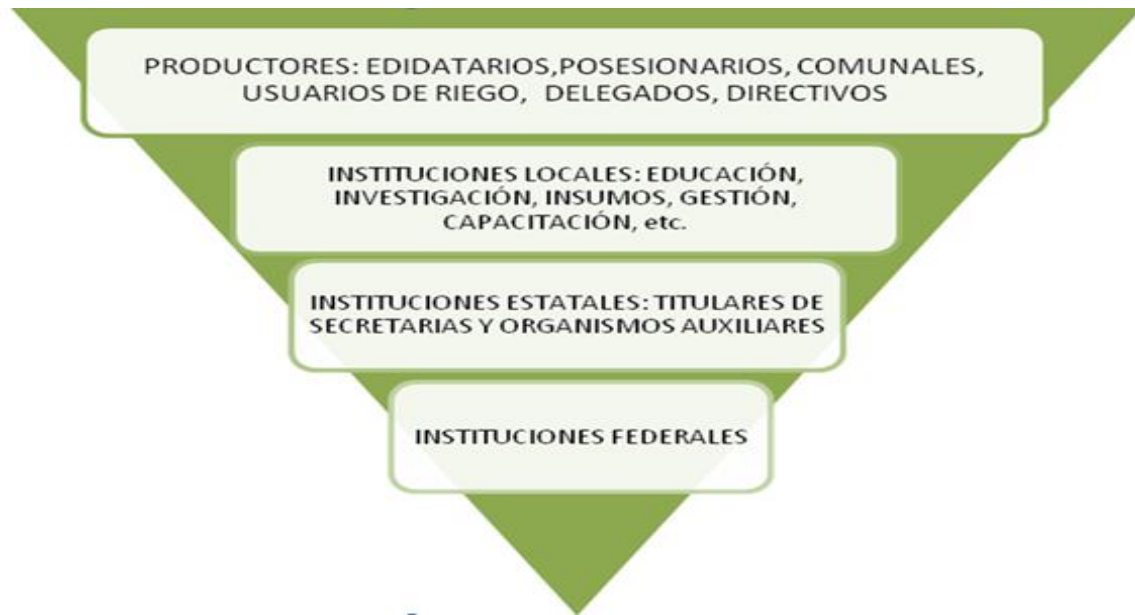 PRODUCTORES: EDIDATARIOS,POSESIONARIOS, COMUNALES,
USUARIOS DE RIEGO, DELEGADOS, DIRECTIVOS
INSTITUCIONES LOCALES: EDUCACIÓN,
INVESTIGACIÓN, INSUMOS, GESTIÓN,
CAPACITACIÓN, etc.
INSTITUCIONES ESTATALES: TITULARES DE
SECRETARIAS Y ORGANISMOS AUXILIARES
INSTITUCIONES FEDERALES